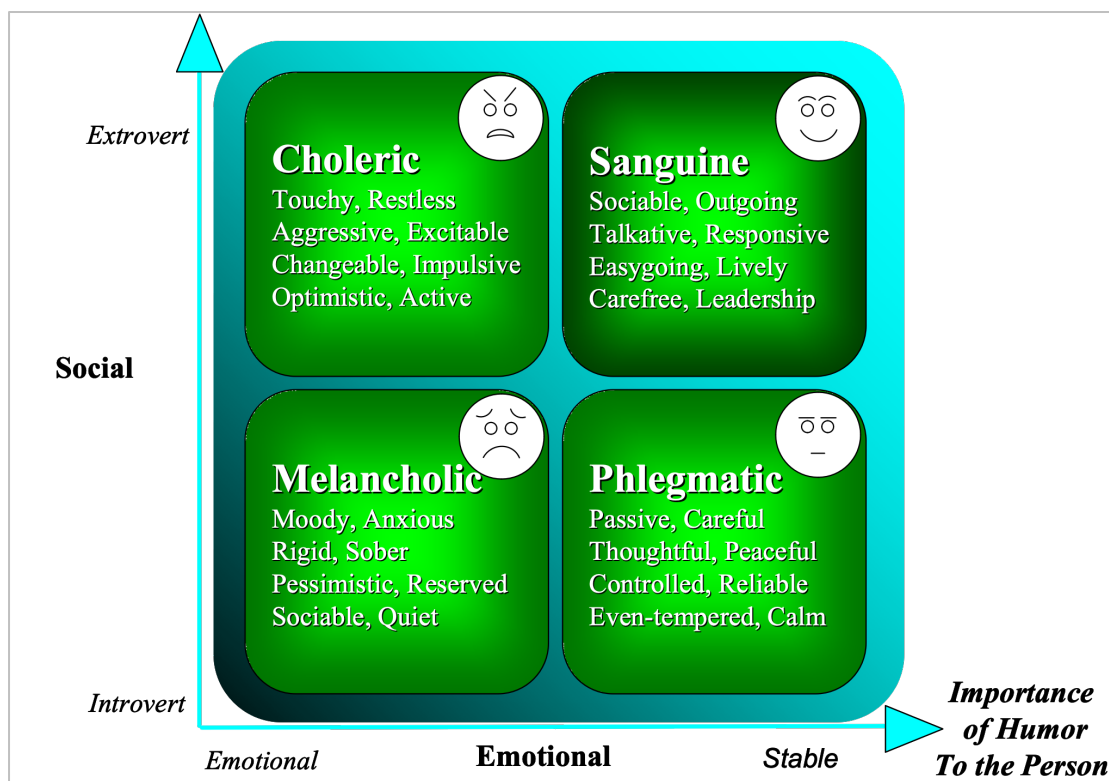 Extrovert
Social
Introvert
Choleric
Touchy, Restless
Aggressive, Excitable
Changeable, Impulsive
Optimistic, Active
Sanguine
Sociable, Outgoing
Talkative, Responsive
Easygoing, Lively
Carefree, Leadership
Melancholic
Moody, Anxious
Rigid, Sober
Pessimistic, Reserved
Sociable, Quiet
Phlegmatic
Passive, Careful
Thoughtful, Peaceful
Controlled, Reliable
Even-tempered, Calm
Emotional
Emotional
Stable
Importance
of Humor
To the Person